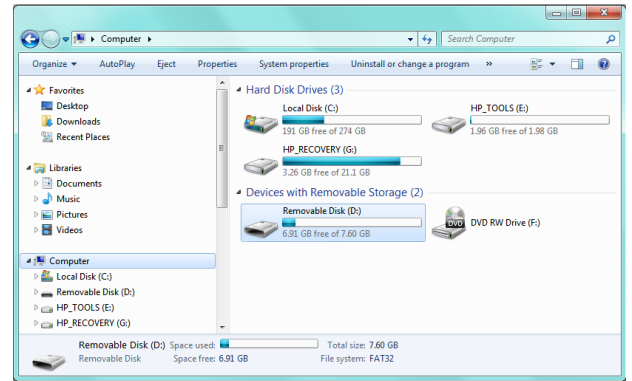 Computer
Search Computer
Organize AutoPlay Eject Properties System properties Uninstall or change a program »
Favorites
Desktop
Downloads
Recent Places
Libraries
Documents
Music
Pictures
Videos
Computer
Local Disk (C:)
Removable Disk (D:)
HP_TOOLS (E:)
HP_RECOVERY (G:)
Hard Disk Drives (3)
Local Disk (C:)
191 GB free of 274 GB
HP_TOOLS (E:)
1.96 GB free of 1.98 GB
HP_RECOVERY (G:)
3.26 GB free of 21.1 GB
Devices with Removable Storage (2)
Removable Disk (D:)
6.91 GB free of 7.60 GB
DVD
DVD RW Drive (F:)
Removable Disk (D:) Space used: Total size: 7.60 GB
Removable Disk Space free: 6.91 GB File system: FAT32